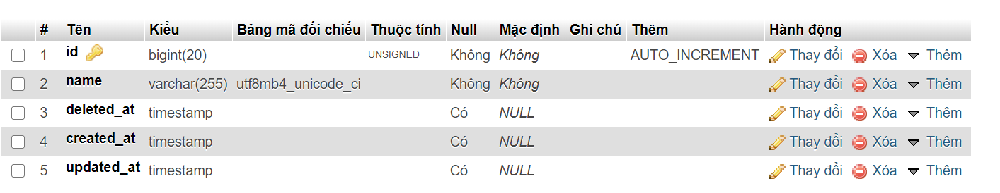 # Tên Kiểu Bảng mã đối chiếu Thuộc tính Null Mặc định Ghi chú Thêm Hành động
1 id bigint(20) UNSIGNED Không Không AUTO_INCREMENT Thay đổi Xóa Thêm
2 name varchar(255) utf8mb4_unicode_ci Không Không Thay đổi Xóa Thêm
3 deleted_at timestamp Có NULL Thay đổi Xóa Thêm
4 created_at timestamp Có NULL Thay đổi Xóa Thêm
5 updated_at timestamp Có NULL Thay đổi Xóa Thêm